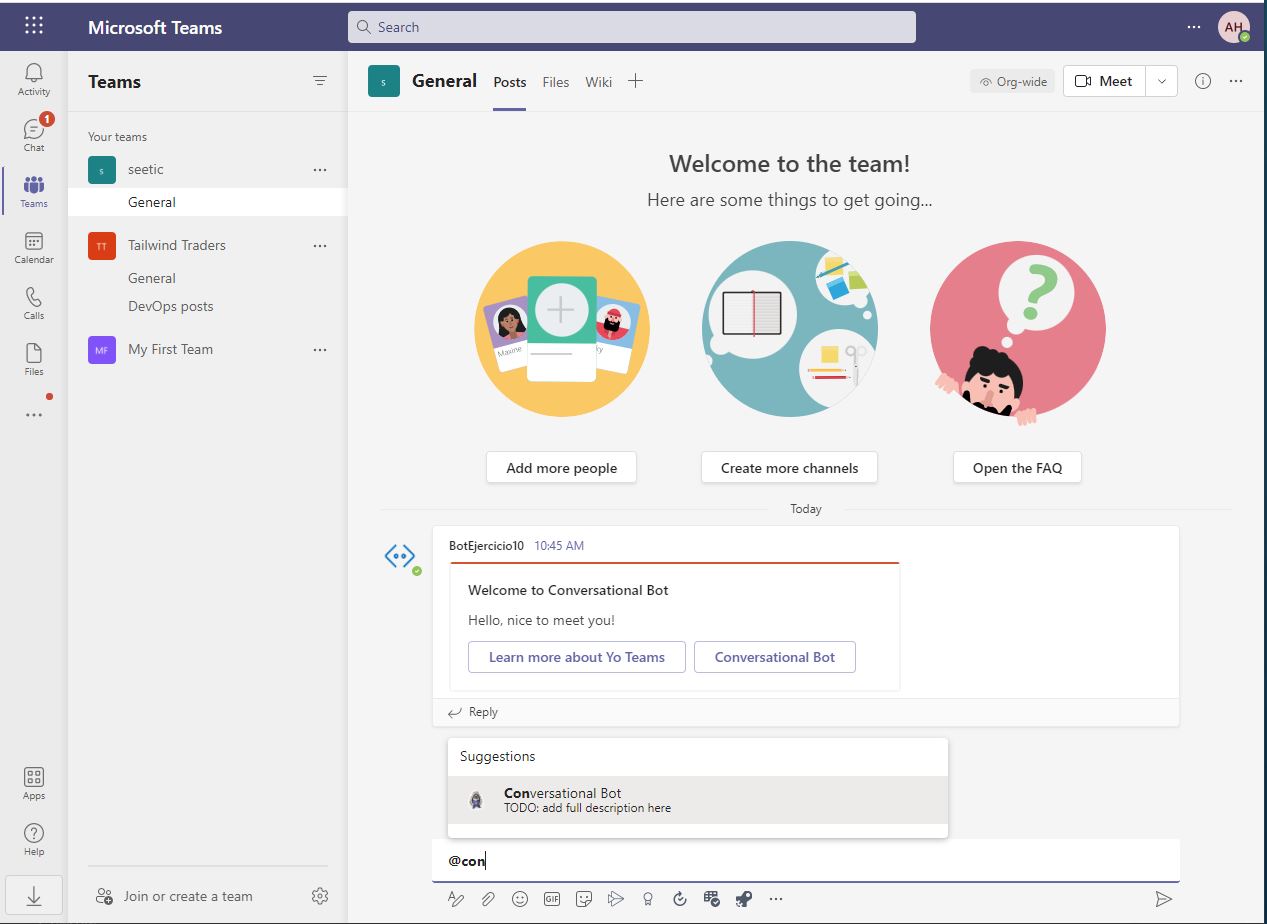 Microsoft Teams
Search
AH
Activity
1
Chat
Teams
Calendar
Calls
Files
Apps
Help
Teams
Your teams
s
seetic
General
TT
Tailwind Traders
General
DevOps posts
MF
My First Team
Join or create a team
s
General
Posts
Files
Wiki
Org-wide
Meet
Welcome to the team!
Here are some things to get going...
Maxine
ky
Add more people
Create more channels
Open the FAQ
Today
BotEjercicio10 10:45 AM
Welcome to Conversational Bot
Hello, nice to meet you!
Learn more about Yo Teams
Conversational Bot
Reply
Suggestions
Conversational Bot
TODO: add full description here
@con
GIF